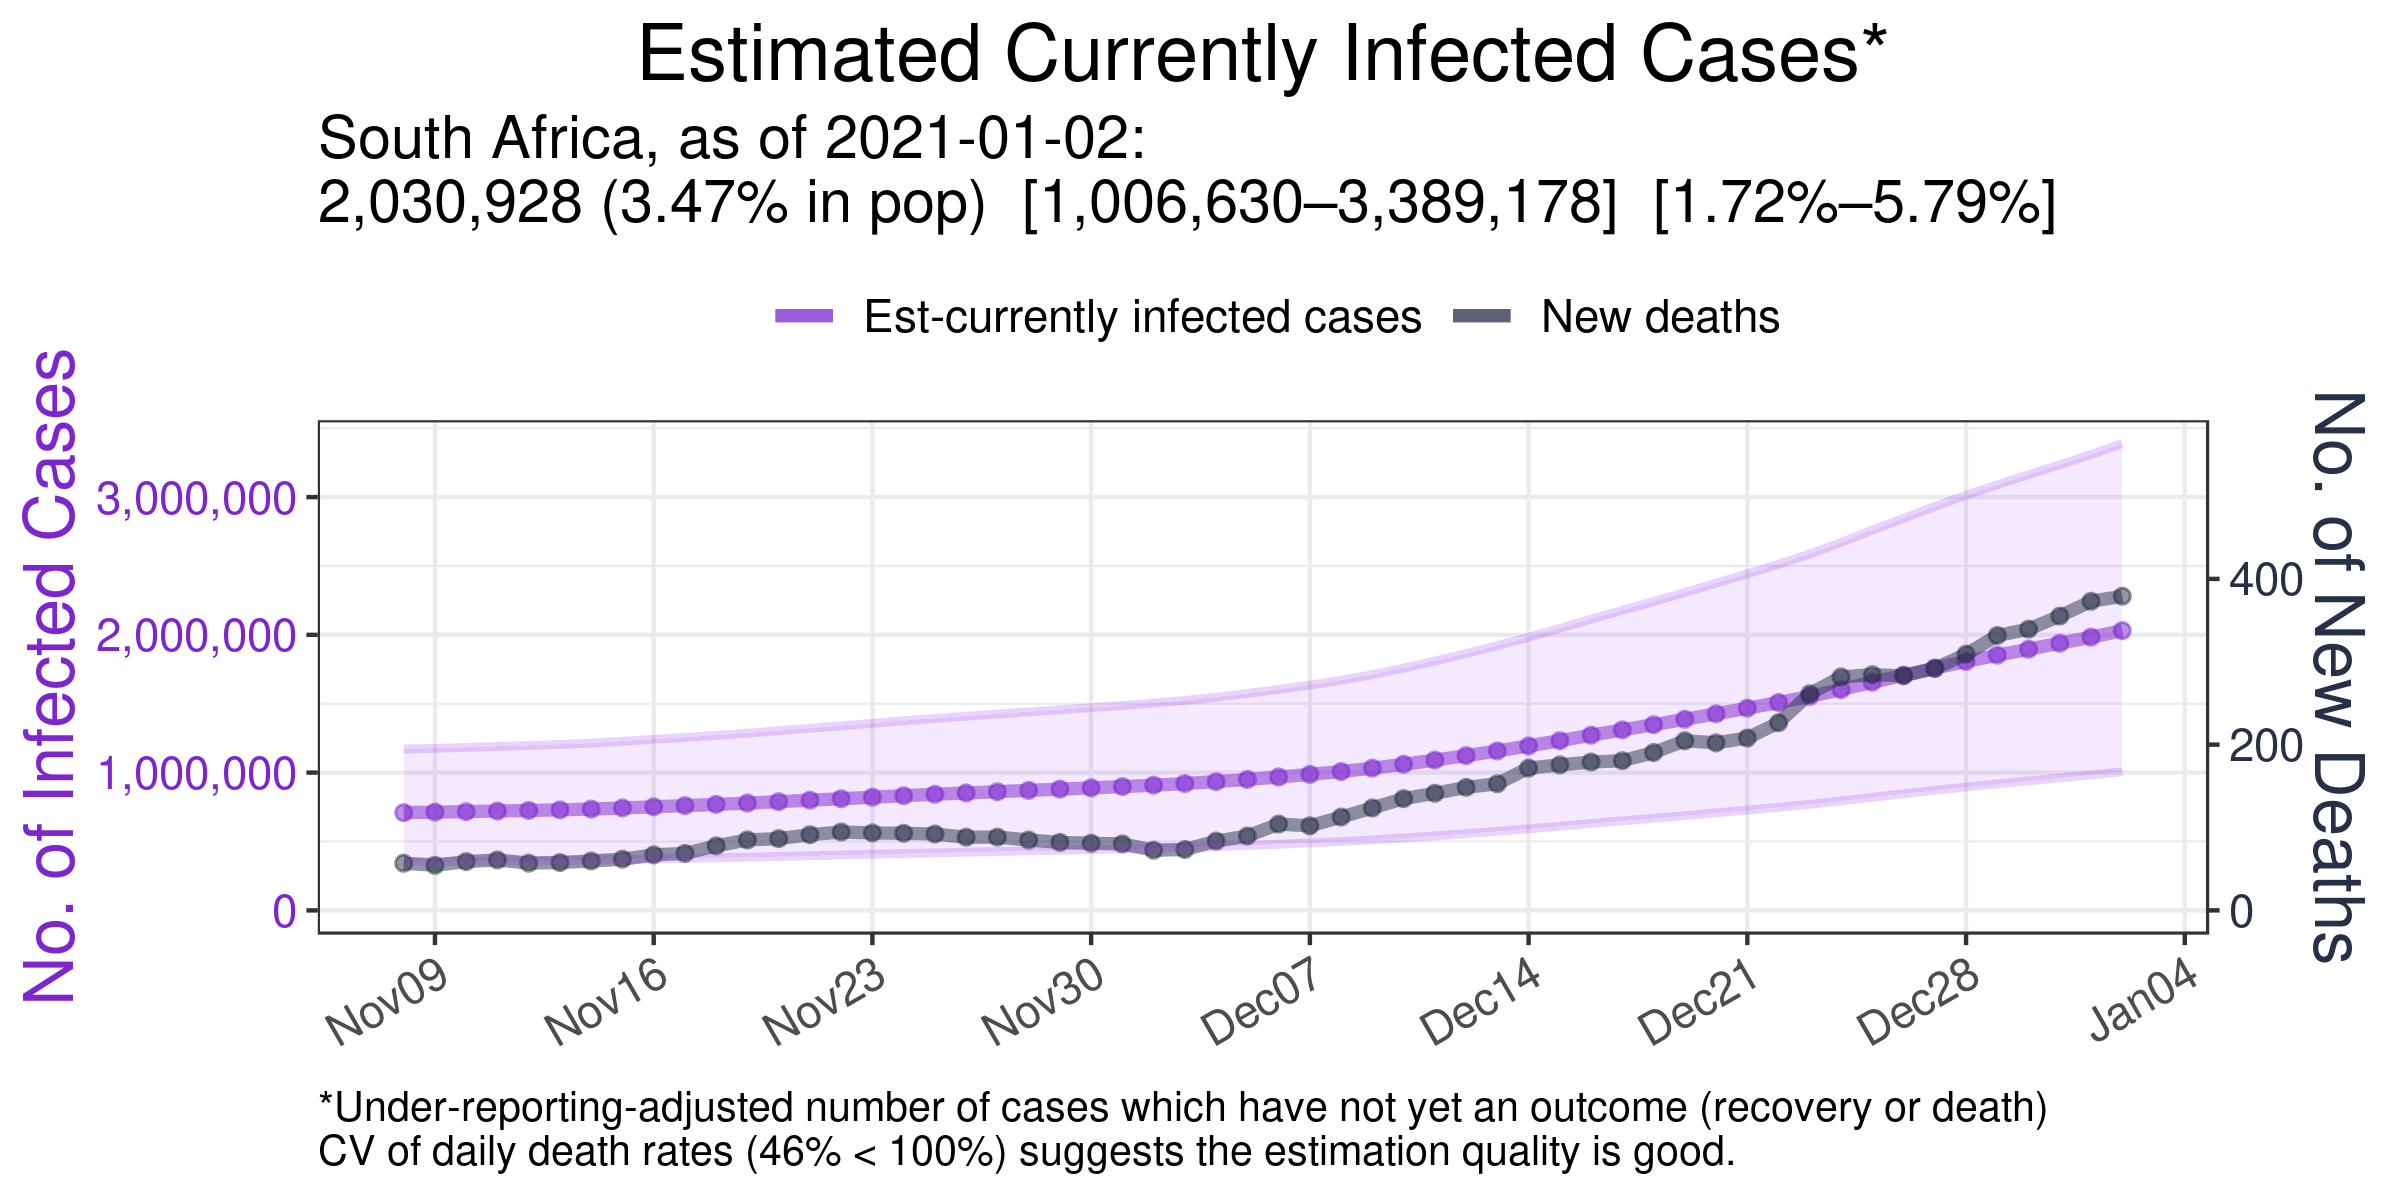 Estimated Currently Infected Cases*
South Africa, as of 2021-01-02:
2,030,928 (3.47% in pop) [1,006,630–3,389,178] [1.72%–5.79%]
Est-currently infected cases
New deaths
No. of Infected Cases
3,000,000
2,000,000
1,000,000
0
No. of New Deaths
400
200
0
Nov09
Nov16
Nov23
Nov30
Dec07
Dec14
Dec21
Dec28
Jan04
*Under-reporting-adjusted number of cases which have not yet an outcome (recovery or death)
CV of daily death rates (46% < 100%) suggests the estimation quality is good.